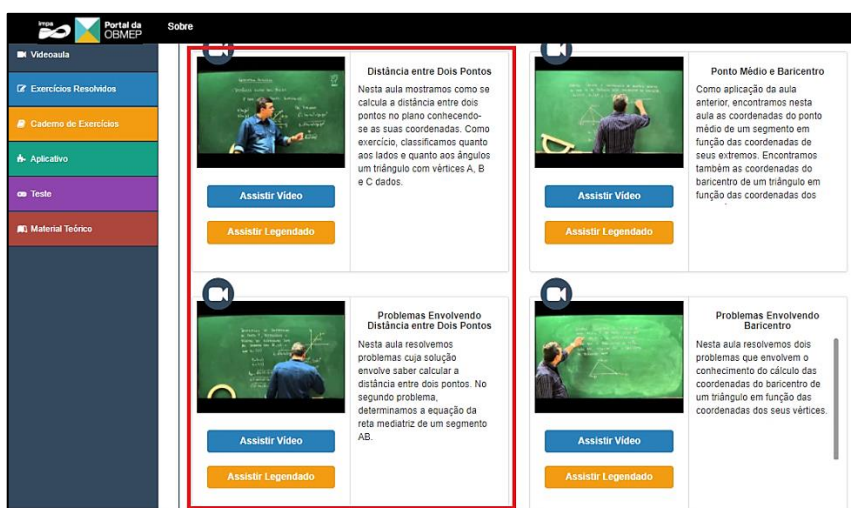 impa
Portal da
OBMEP
Sobre
Videoaula
Exercícios Resolvidos
Caderno de Exercícios
Aplicativo
Teste
Material Teórico
Distância entre Dois Pontos
Nesta aula mostramos como se
calcula a distância entre dois
pontos no plano conhecendo-
se as suas coordenadas. Como
exercício, classificamos quanto
aos lados e quanto aos ângulos
um triângulo com vértices A, B
e C dados.
Assistir Vídeo
Assistir Legendado
Ponto Médio e Baricentro
Como aplicação da aula
anterior, encontramos nesta
aula as coordenadas do ponto
médio de um segmento em
função das coordenadas de
seus extremos. Encontramos
também as coordenadas do
baricentro de um triângulo em
função das coordenadas dos
Assistir Vídeo
Assistir Legendado
Problemas Envolvendo
Distância entre Dois Pontos
Nesta aula resolvemos
problemas cuja solução
envolve saber calcular a
distância entre dois pontos. No
segundo problema,
determinamos a equação da
reta mediatriz de um segmento
AB.
Assistir Vídeo
Assistir Legendado
Problemas Envolvendo
Baricentro
Nesta aula resolvemos dois
problemas que envolvem o
conhecimento do cálculo das
coordenadas do baricentro de
um triângulo em função das
coordenadas dos seus vértices.
Assistir Vídeo
Assistir Legendado